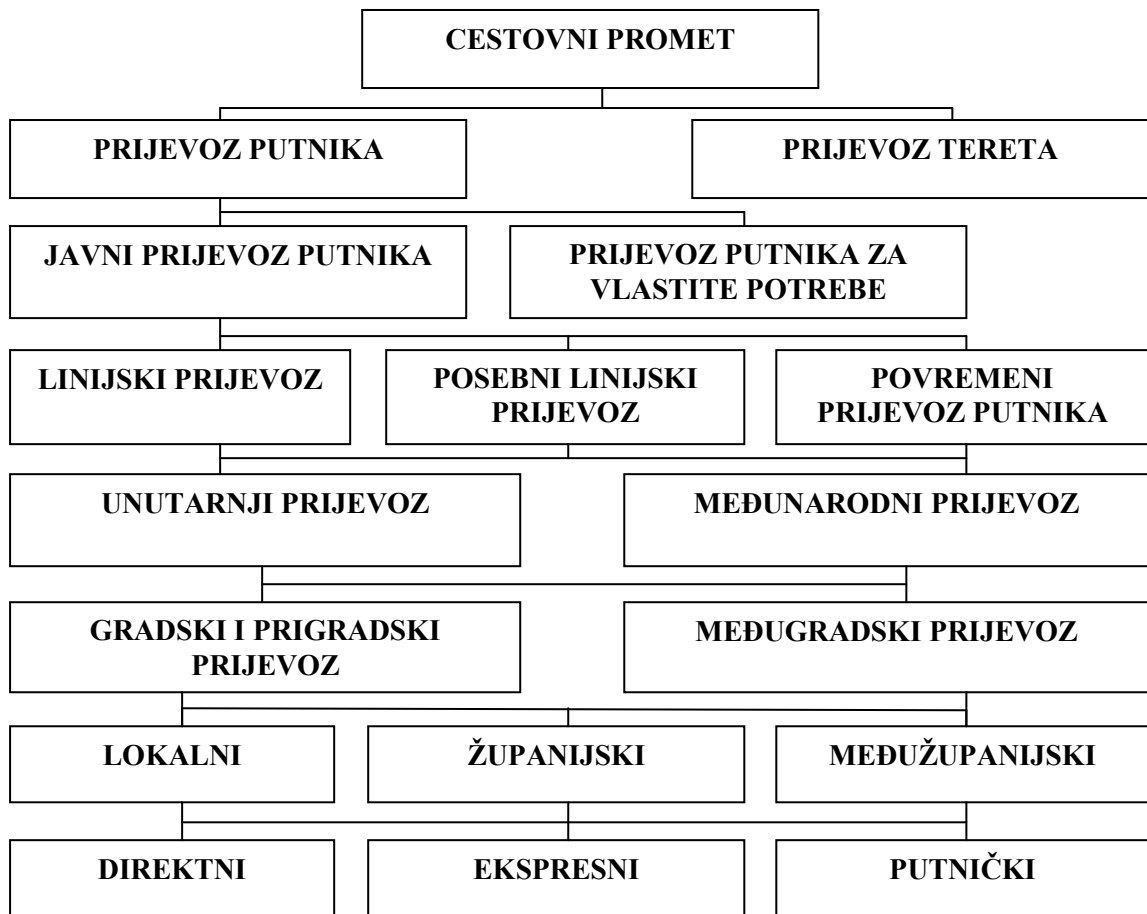 CESTOVNI PROMET
PRIJEVOZ PUTNIKA
PRIJEVOZ TERETA
JAVNI PRIJEVOZ PUTNIKA
PRIJEVOZ PUTNIKA ZA
VLASTITE POTREBE
LINIJSKI PRIJEVOZ
POSEBNI LINIJSKI
PRIJEVOZ
POVREMENI
PRIJEVOZ PUTNIKA
UNUTARNJI PRIJEVOZ
MEĐUNARODNI PRIJEVOZ
GRADSKI I PRIGRADSKI
PRIJEVOZ
MEĐUGRADSKI PRIJEVOZ
LOKALNI
ŽUPANIJSKI
MEĐUŽUPANIJSKI
DIREKTNI
EKSPRESNI
PUTNIČKI